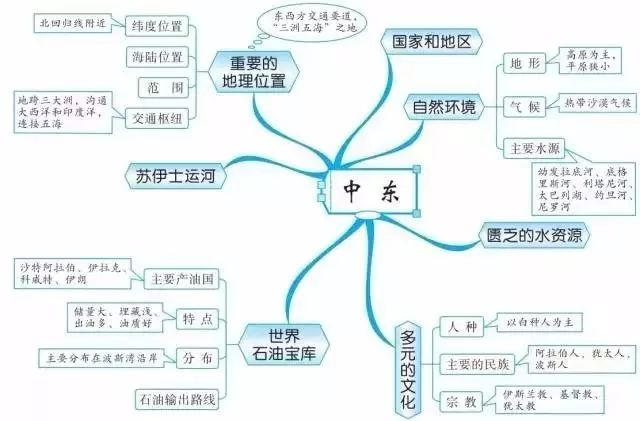 东西方交通要道，
“三洲五海”之地
北回归线附近
纬度位置
海陆位置
范围
交通枢纽
地跨三大洲，沟通
大西洋和印度洋，
连接五海
重要的
地理位置
国家和地区
自然环境
地形
高原为主，
平原狭小
气候
热带沙漠气候
主要水源
幼发拉底河、底格
里斯河、利塔尼河、
太巴列湖、约旦河、
尼罗河
苏伊士运河
中东
匮乏的水资源
沙特阿拉伯、伊拉克、
科威特、伊朗
主要产油国
储量大、埋藏浅、
出油多、油质好
特点
主要分布在波斯湾沿岸
分布
石油输出路线
世界
石油宝库
多元的文化
人种
以白种人为主
主要的民族
阿拉伯人、犹太人、
波斯人
宗教
伊斯兰教、基督教、
犹太教